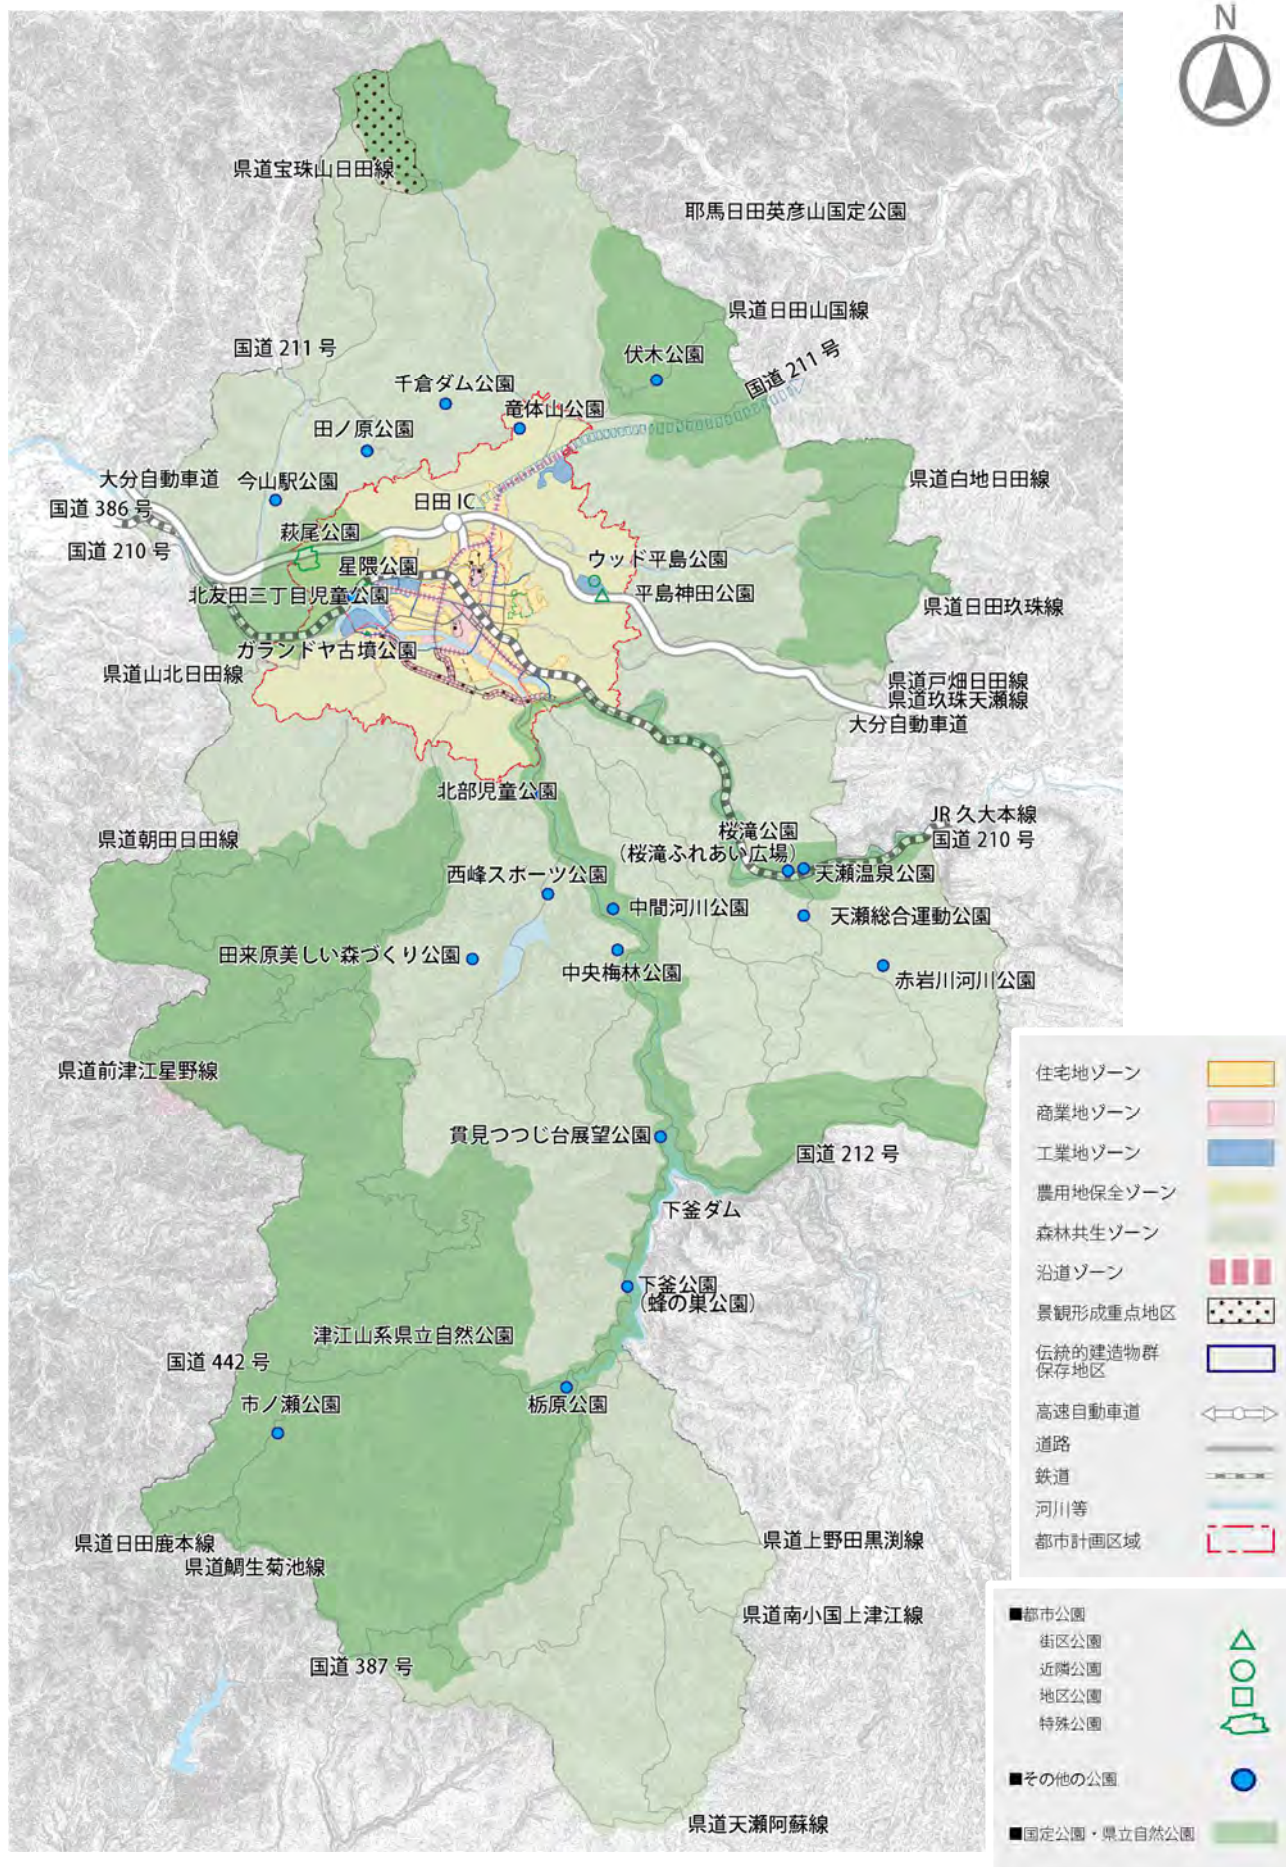 N
県道宝珠山日田線
耶馬日田英彦山国定公園
県道日田山国線
国道 211 号
伏木公園
国道 211 号
千倉ダム公園
竜体山公園
田ノ原公園
大分自動車道
今山駅公園
日田 IC
県道白地日田線
国道 386 号
萩尾公園
国道 210 号
星隈公園
ウッド平島公園
北友田三丁目児童公園
平島神田公園
県道日田玖珠線
ガランドヤ古墳公園
県道山北日田線
県道戸畑日田線
県道玖珠天瀬線
大分自動車道
北部児童公園
JR 久大本線
県道朝田日田線
桜滝公園
国道 210 号
(桜滝ふれあい広場)
西峰スポーツ公園
天瀬温泉公園
中間河川公園
天瀬総合運動公園
田来原美しい森づくり公園
中央梅林公園
赤岩川河川公園
県道前津江星野線
貫見つつじ台展望公園
国道 212 号
下釜ダム
下釜公園
(蜂の巣公園)
津江山系県立自然公園
国道 442 号
市ノ瀬公園
栃原公園
県道日田鹿本線
県道上野田黒渕線
県道鯛生菊池線
県道南小国上津江線
国道 387 号
県道天瀬阿蘇線
住宅地ゾーン
商業地ゾーン
工業地ゾーン
農用地保全ゾーン
森林共生ゾーン
沿道ゾーン
景観形成重点地区
伝統的建造物群
保存地区
高速自動車道
道路
鉄道
河川等
都市計画区域
■都市公園
街区公園
近隣公園
地区公園
特殊公園
■その他の公園
■国定公園・県立自然公園